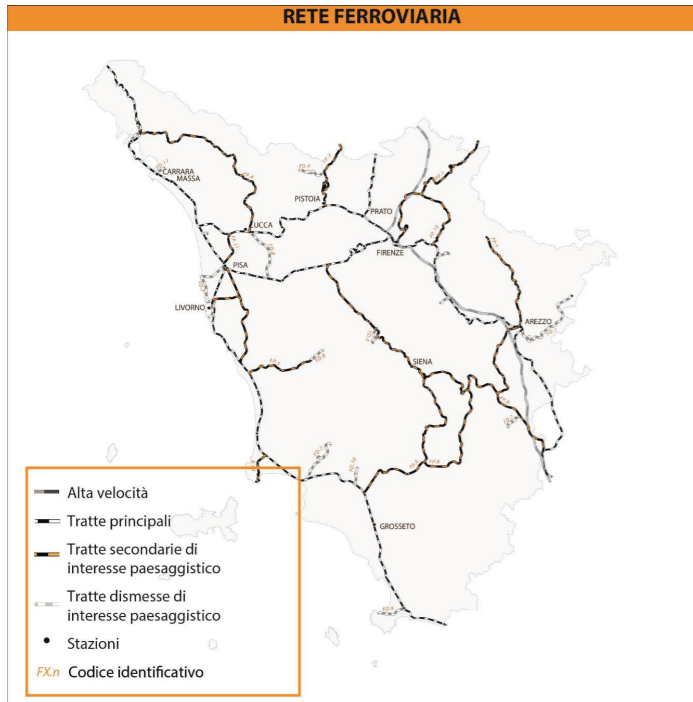 RETE FERROVIARIA
CARRARA
MASSA
PISTOIA
LUCCA
PRATO
FIRENZE
PISA
LIVORNO
AREZZO
SIENA
GROSSETO
Alta velocità
Tratte principali
Tratte secondarie di
interesse paesaggistico
Tratte dismesse di
interesse paesaggistico
Stazioni
FX.n Codice identificativo